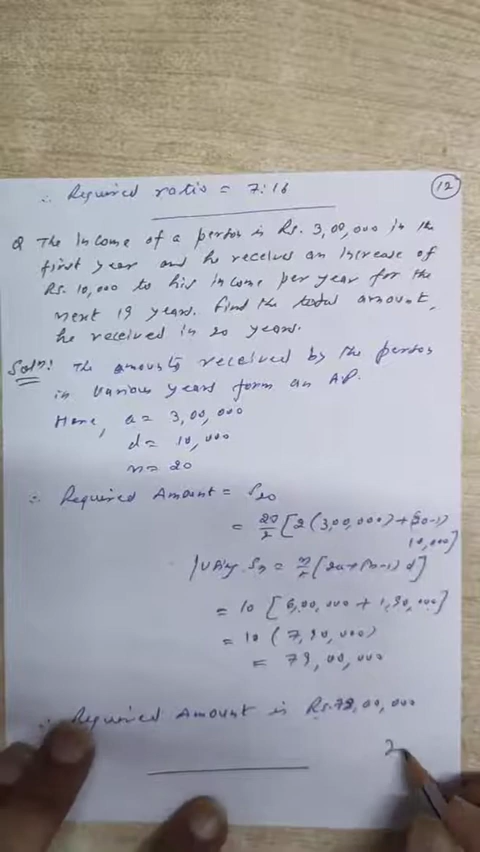 ∴ Required ratio = 7:16
12
Q The Income of a person is Rs. 3,00,000 in the
first year and he receives an increase of
Rs. 10,000 to his income per year for the
next 19 years. Find the total amount,
he received in 20 years.
Soln: The amounts received by the person
in various years form an AP.
Here, a = 3,00,000
d = 10,000
n = 20
∴ Required Amount = S20
= 20/2 [2(3,00,000) + (20-1)
10,000]
| Using Sn = n/2 [2a+(n-1)d]
= 10 [6,00,000 + 1,90,000]
= 10 (7,90,000)
= 79,00,000
∴ Required Amount is Rs. 79,00,000
2